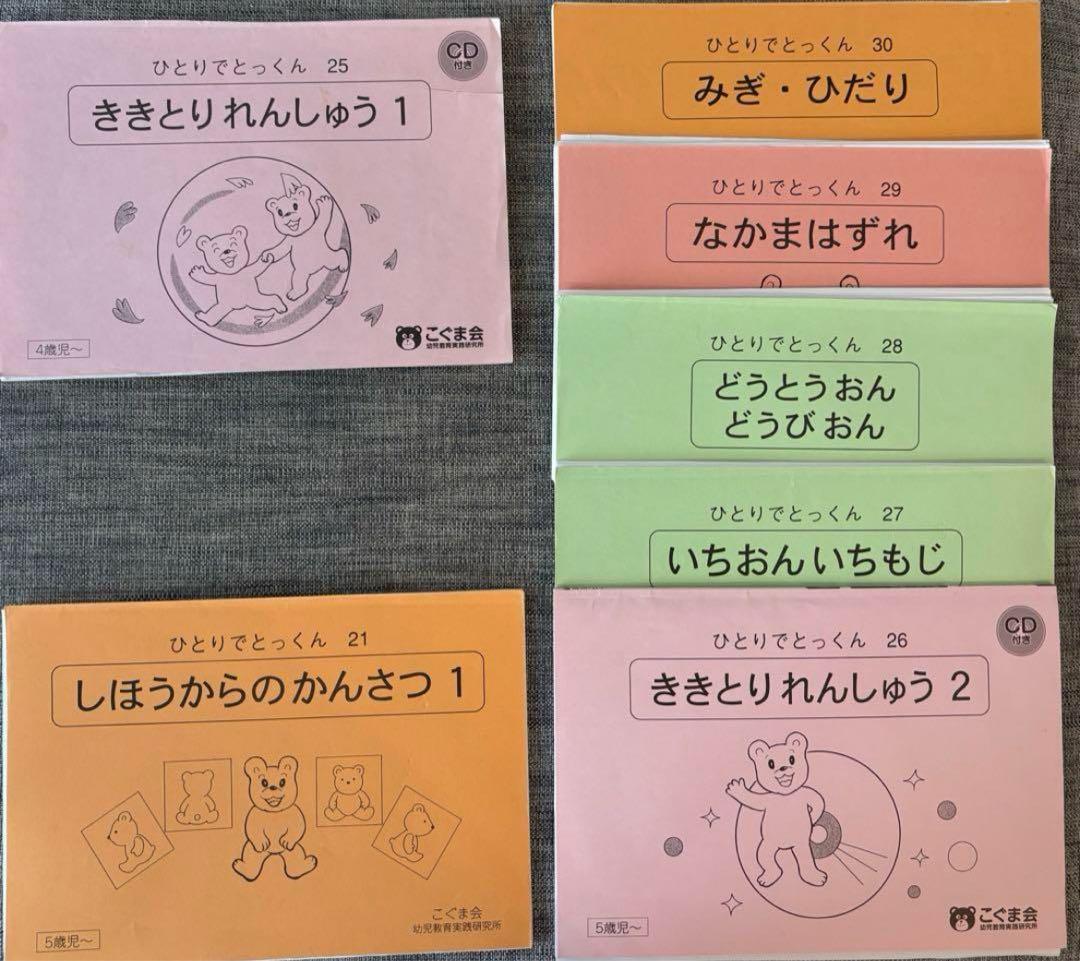 ひとりでとっくん 25
CD
付き
ききとり れんしゅう 1
4歳児~
こぐま会
幼児教育実践研究所
ひとりでとっくん 21
しほうからの かんさつ 1
5歳児~
こぐま会
幼児教育実践研究所
ひとりでとっくん 30
みぎ・ひだり
ひとりでとっくん 29
なかまはずれ
ひとりでとっくん 28
どうとう おん
どうび おん
ひとりでとっくん 27
いちおん いちもじ
ひとりでとっくん 26
CD
付き
ききとり れんしゅう 2
5歳児~
こぐま会
幼児教育実践研究所